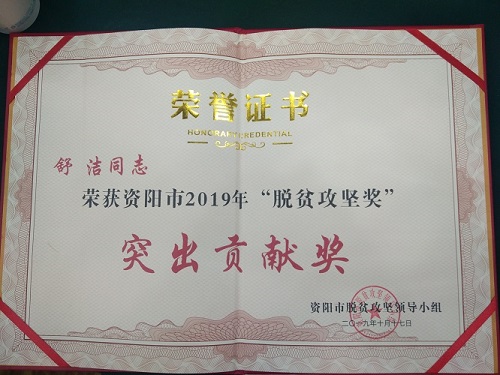 荣誉证书
HONORARY CREDENTIAL
舒 洁同志
荣获资阳市2019年“脱贫攻坚奖”
突出贡献奖
资阳市脱贫攻坚领导小组
二〇一九年十月十七日